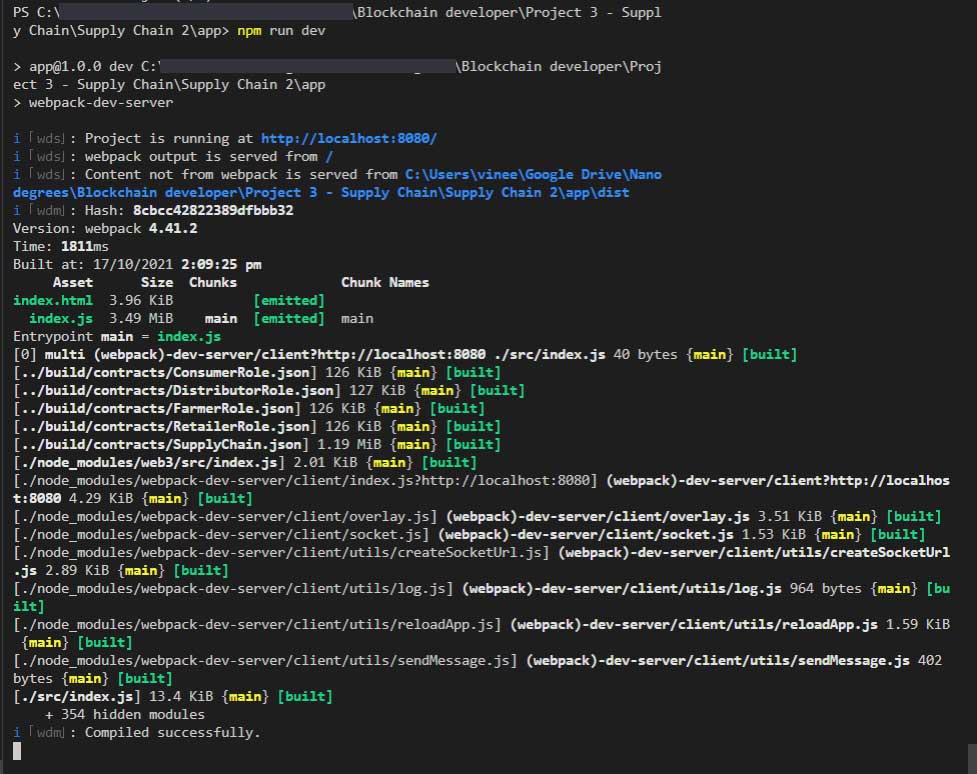 PS C:\ \Blockchain developer\Project 3 - Suppl
y Chain\Supply Chain 2\app> npm run dev
> app@1.0.0 dev C:\ \Blockchain developer\Proj
ect 3 - Supply Chain\Supply Chain 2\app
> webpack-dev-server
i ｢wds｣: Project is running at http://localhost:8080/
i ｢wds｣: webpack output is served from /
i ｢wds｣: Content not from webpack is served from C:\Users\vinee\Google Drive\Nano
degrees\Blockchain developer\Project 3 - Supply Chain\Supply Chain 2\app\dist
i ｢wdm｣: Hash: 8cbcc42822389dfbbb32
Version: webpack 4.41.2
Time: 1811ms
Built at: 17/10/2021 2:09:25 pm
     Asset      Size  Chunks             Chunk Names
index.html  3.96 KiB          [emitted]
  index.js  3.49 MiB    main  [emitted]  main
Entrypoint main = index.js
[0] multi (webpack)-dev-server/client?http://localhost:8080 ./src/index.js 40 bytes {main} [built]
[../build/contracts/ConsumerRole.json] 126 KiB {main} [built]
[../build/contracts/DistributorRole.json] 127 KiB {main} [built]
[../build/contracts/FarmerRole.json] 126 KiB {main} [built]
[../build/contracts/RetailerRole.json] 126 KiB {main} [built]
[../build/contracts/SupplyChain.json] 1.19 MiB {main} [built]
[./node_modules/web3/src/index.js] 2.01 KiB {main} [built]
[./node_modules/webpack-dev-server/client/index.js?http://localhost:8080] (webpack)-dev-server/client?http://localhos
t:8080 4.29 KiB {main} [built]
[./node_modules/webpack-dev-server/client/overlay.js] (webpack)-dev-server/client/overlay.js 3.51 KiB {main} [built]
[./node_modules/webpack-dev-server/client/socket.js] (webpack)-dev-server/client/socket.js 1.53 KiB {main} [built]
[./node_modules/webpack-dev-server/client/utils/createSocketUrl.js] (webpack)-dev-server/client/utils/createSocketUrl
.js 2.89 KiB {main} [built]
[./node_modules/webpack-dev-server/client/utils/log.js] (webpack)-dev-server/client/utils/log.js 964 bytes {main} [bu
ilt]
[./node_modules/webpack-dev-server/client/utils/reloadApp.js] (webpack)-dev-server/client/utils/reloadApp.js 1.59 KiB
 {main} [built]
[./node_modules/webpack-dev-server/client/utils/sendMessage.js] (webpack)-dev-server/client/utils/sendMessage.js 402
bytes {main} [built]
[./src/index.js] 13.4 KiB {main} [built]
    + 354 hidden modules
i ｢wdm｣: Compiled successfully.